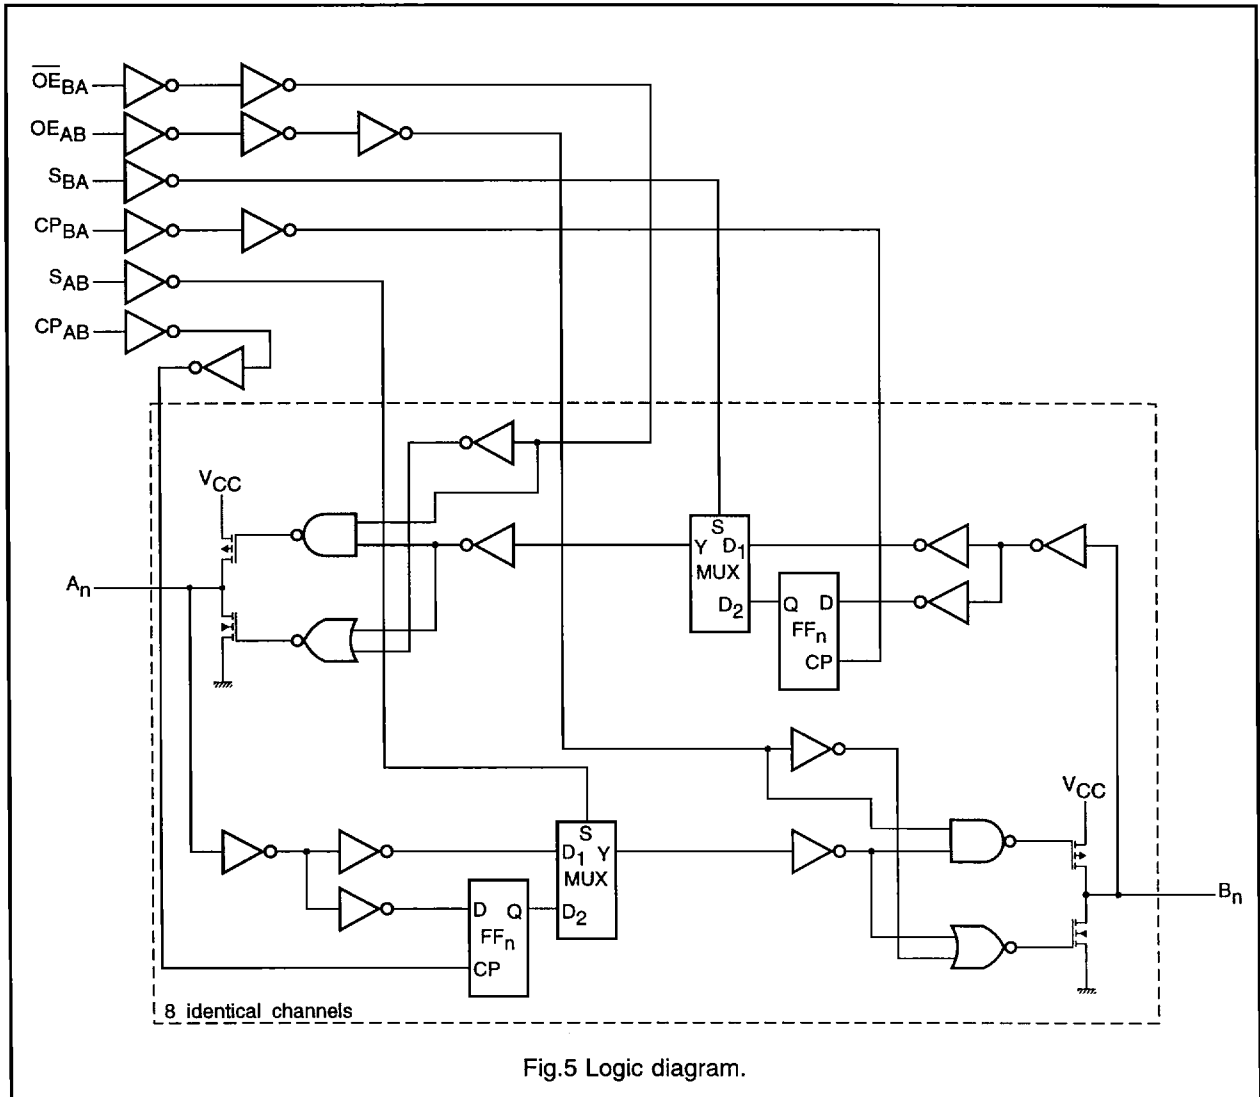 O̅E̅BA
OEAB
SBA
CPBA
SAB
CPAB
VCC
An
S
Y D1
MUX
D2
Q D
FFn
CP
VCC
S
D1 Y
MUX
D2
D Q
FFn
CP
Bn
8 identical channels
Fig.5 Logic diagram.